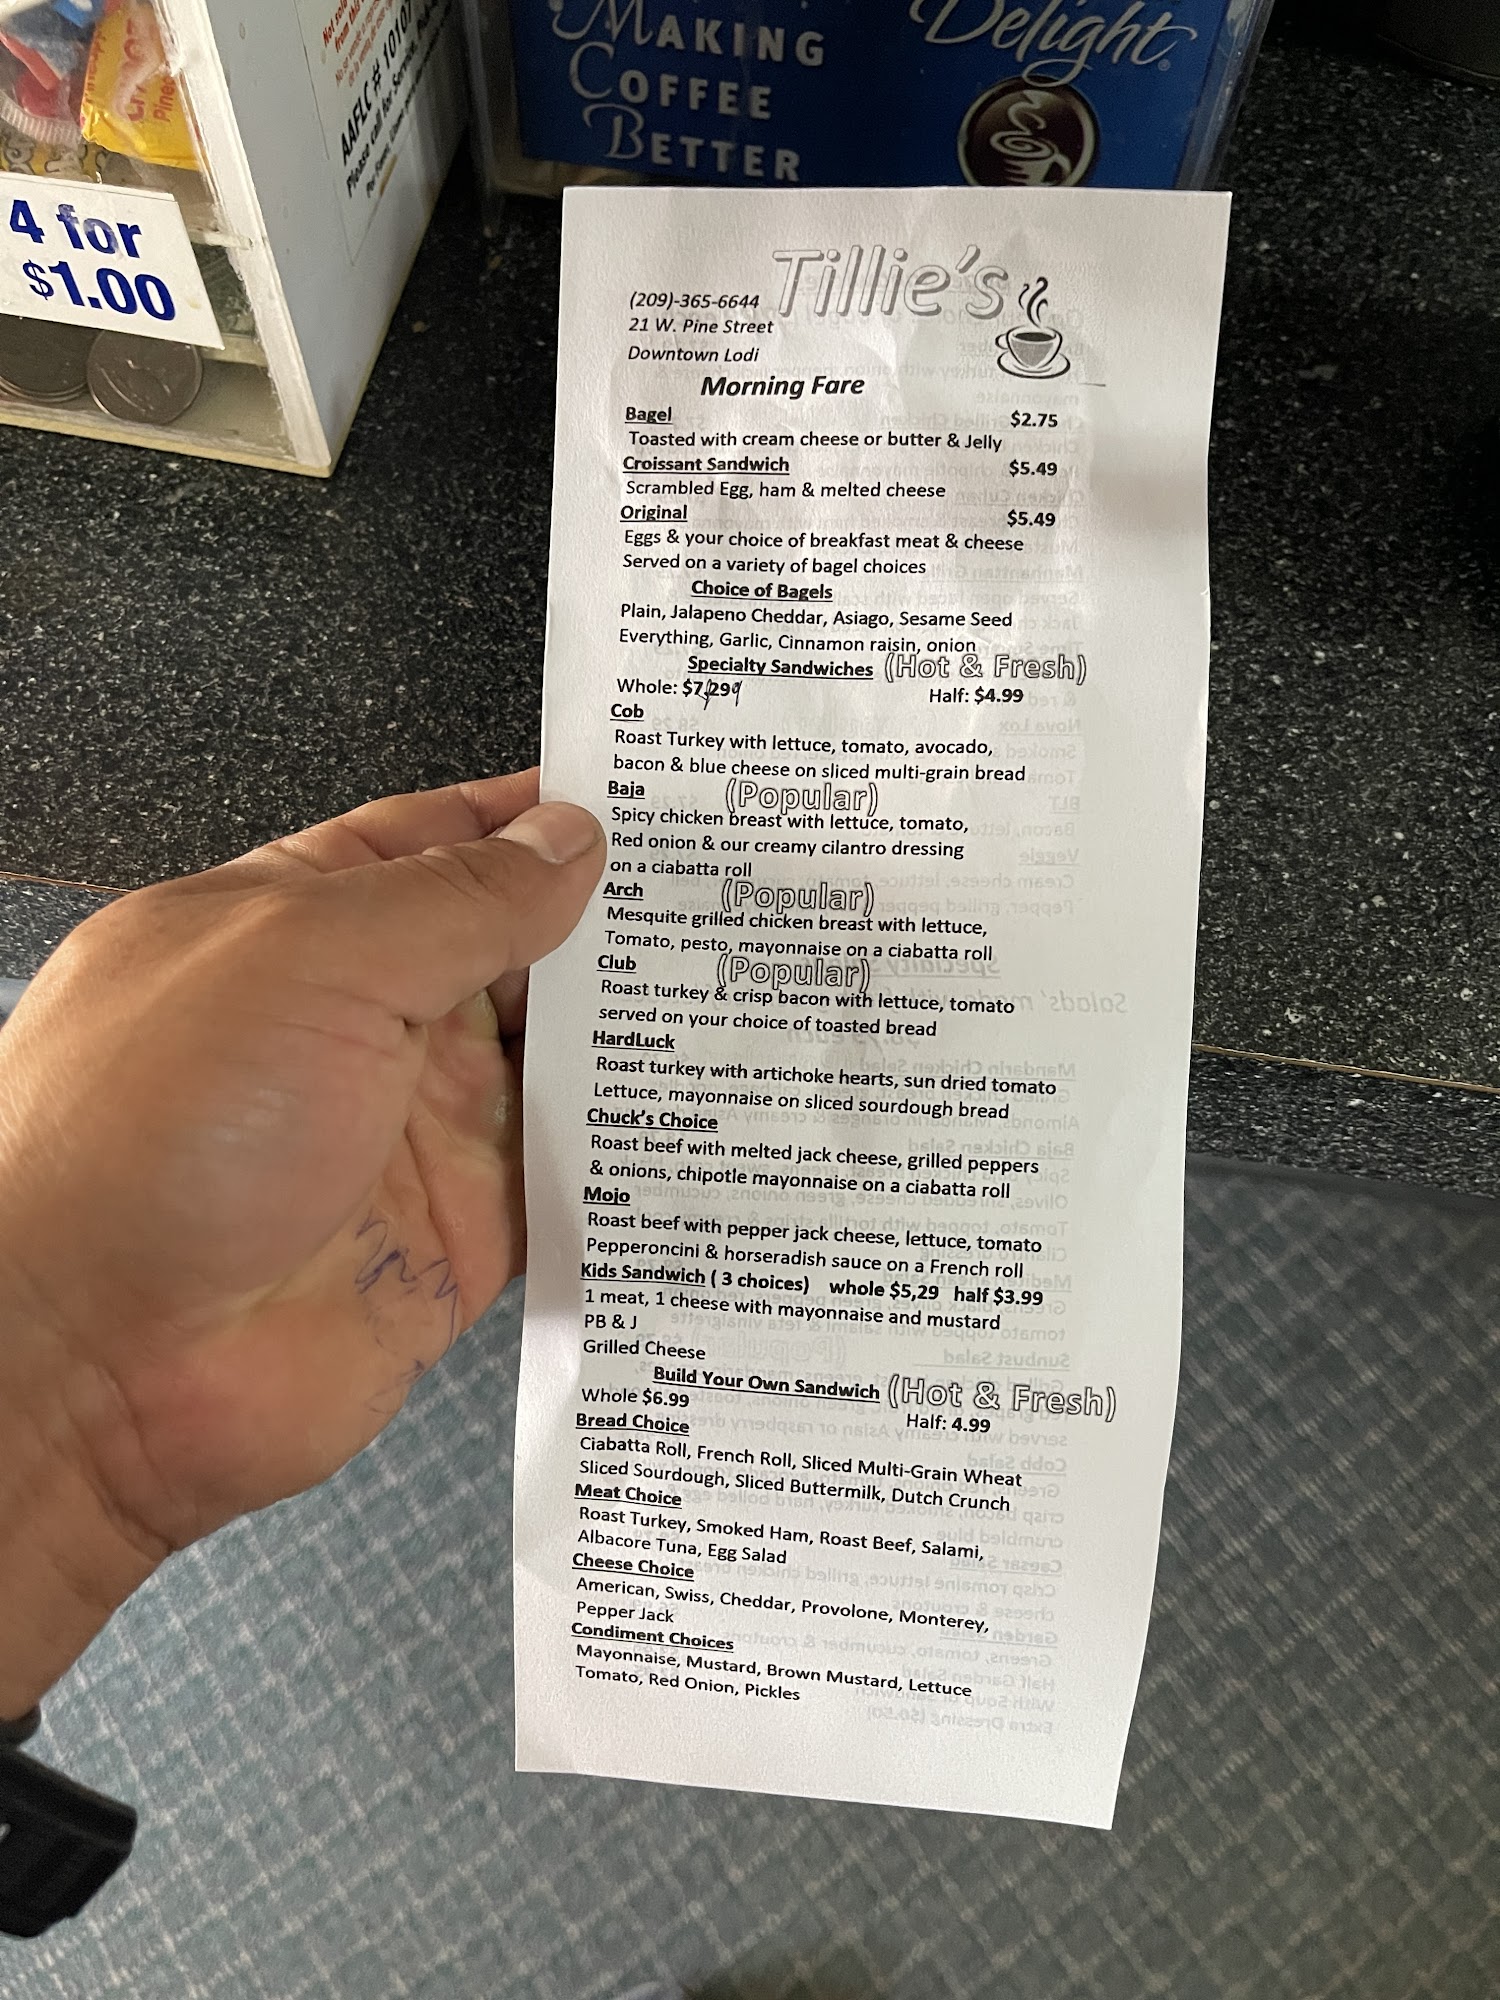 Making
Coffee
Better
Delight
4 for
$1.00
Tillie's
(209)-365-6644
21 W. Pine Street
Downtown Lodi
Morning Fare
Bagel $2.75
Toasted with cream cheese or butter & Jelly
Croissant Sandwich $5.49
Scrambled Egg, ham & melted cheese
Original $5.49
Eggs & your choice of breakfast meat & cheese
Served on a variety of bagel choices
Choice of Bagels
Plain, Jalapeno Cheddar, Asiago, Sesame Seed
Everything, Garlic, Cinnamon raisin, onion
Specialty Sandwiches (Hot & Fresh)
Whole: $7,299 Half: $4.99
Cob
Roast Turkey with lettuce, tomato, avocado,
bacon & blue cheese on sliced multi-grain bread
Baja (Popular)
Spicy chicken breast with lettuce, tomato,
Red onion & our creamy cilantro dressing
on a ciabatta roll
Arch (Popular)
Mesquite grilled chicken breast with lettuce,
Tomato, pesto, mayonnaise on a ciabatta roll
Club (Popular)
Roast turkey & crisp bacon with lettuce, tomato
served on your choice of toasted bread
HardLuck
Roast turkey with artichoke hearts, sun dried tomato
Lettuce, mayonnaise on sliced sourdough bread
Chuck's Choice
Roast beef with melted jack cheese, grilled peppers
& onions, chipotle mayonnaise on a ciabatta roll
Mojo
Roast beef with pepper jack cheese, lettuce, tomato
Pepperoncini & horseradish sauce on a French roll
Kids Sandwich ( 3 choices) whole $5,29 half $3.99
1 meat, 1 cheese with mayonnaise and mustard
PB & J
Grilled Cheese
Build Your Own Sandwich (Hot & Fresh)
Whole $6.99 Half: 4.99
Bread Choice
Ciabatta Roll, French Roll, Sliced Multi-Grain Wheat
Sliced Sourdough, Sliced Buttermilk, Dutch Crunch
Meat Choice
Roast Turkey, Smoked Ham, Roast Beef, Salami,
Albacore Tuna, Egg Salad
Cheese Choice
American, Swiss, Cheddar, Provolone, Monterey,
Pepper Jack
Condiment Choices
Mayonnaise, Mustard, Brown Mustard, Lettuce
Tomato, Red Onion, Pickles